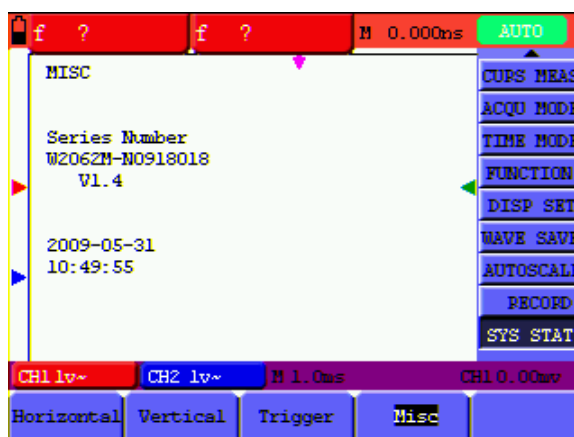 f ? f ? M 0.000ns AUTO
MISC
Series Number
W2062M-N0918018
V1.4
2009-05-31
10:49:55
CURS MEAS
ACQU MODE
TIME MODE
FUNCTION
DISP SET
WAVE SAVE
AUTOSCALE
RECORD
SYS STAT
CH1 1v~ CH2 1v~ M 1.0ms CH1 0.00mv
Horizontal Vertical Trigger Misc